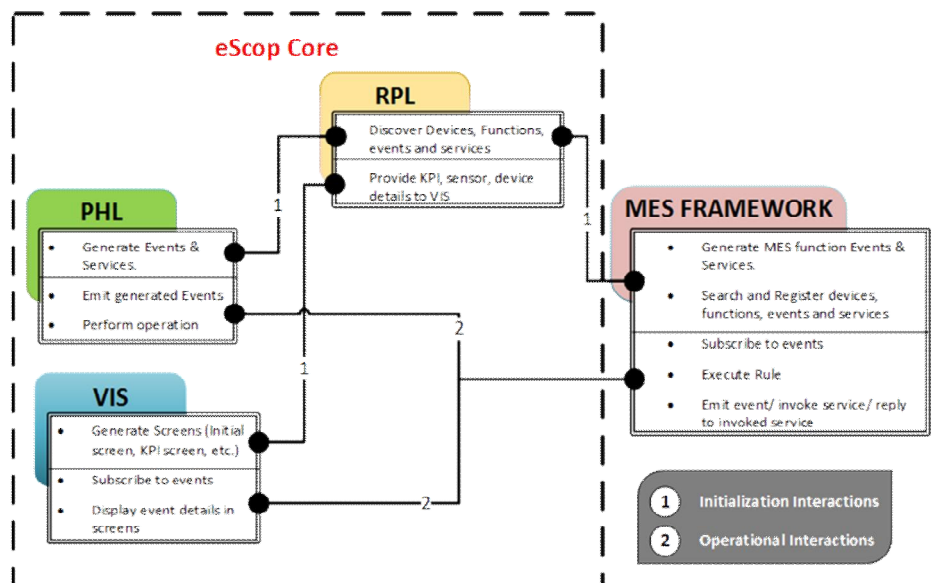 eScop Core
RPL
Discover Devices, Functions,
events and services
Provide KPI, sensor, device
details to VIS
PHL
• Generate Events &
Services.
• Emit generated Events
• Perform operation
1
1
MES FRAMEWORK
• Generate MES function Events &
Services.
• Search and Register devices,
functions, events and services
• Subscribe to events
• Execute Rule
• Emit event/ invoke service/ reply
to invoked service
2
1
VIS
• Generate Screens (Initial
screen, KPI screen, etc.)
• Subscribe to events
• Display event details in
screens
2
1 Initialization Interactions
2 Operational Interactions